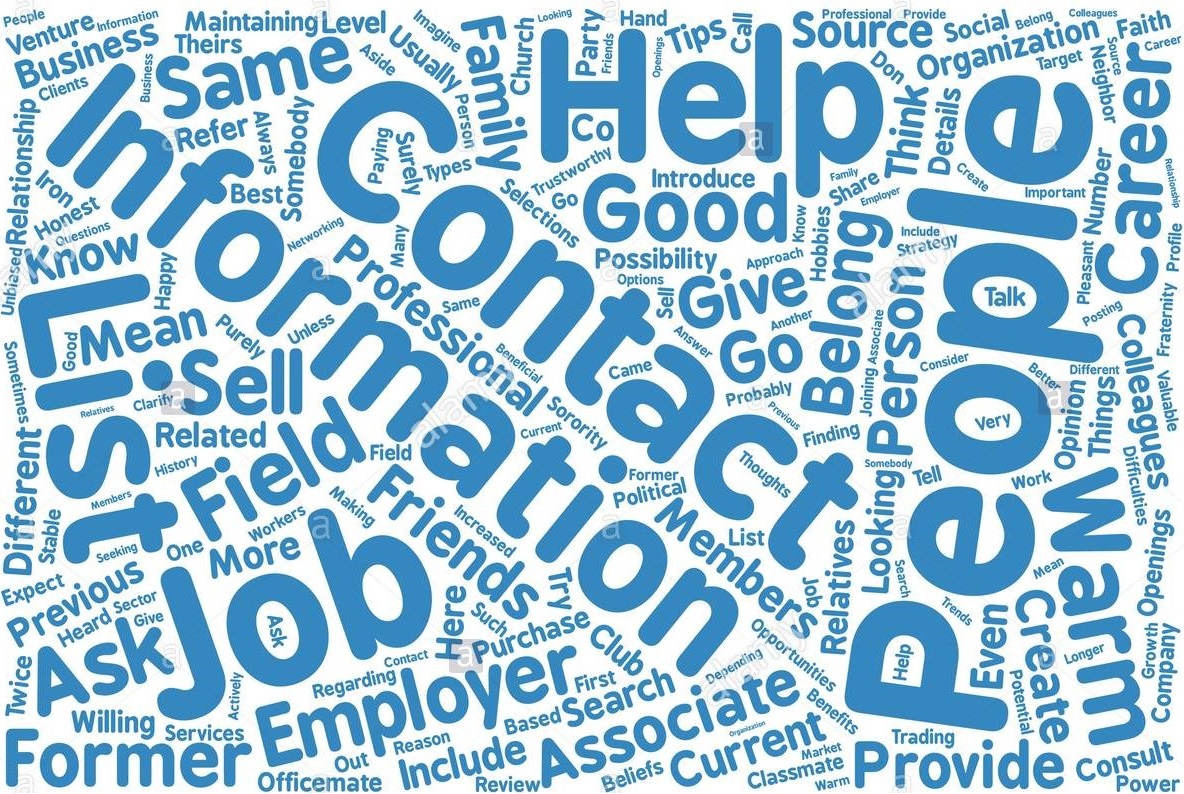 People
Information
Venture
Business
Clients
Business
Maintaining
Level
Theirs
Same
Aside
Imagine
Usually
Family
Church
Looking
Party
Friends
Hand
Openings
Tips
Call
Professional
Provide
Source
Social
Belong
Colleagues
Organization
Target
Faith
Source
Career
Neighbor
Don
Help
Co
Person
Information
Refer
Always
Somebody
Paying
Surely
Types
Contact
Trustworthy
Go
Selections
Introduce
Good
Family
Share
Employer
Think
Details
Create
People
Important
Number
Career
Relationship
Relationship
Iron
Honest
Questions
Best
Networking
Many
Professional
Know
Happy
Unbiased
Possibility
Options
Approach
Know
Hobbies
Include
Strategy
Pleasant
Profile
Talk
List
Good
Mean
Purely
Unless
Same
Sell
Give
Another
Answer
Go
Belong
Associate
Person
Posting
Fraternity
Colleagues
Sometimes
Relatives
Clarify
Sell
Beneficial
Came
Probably
Joining
Consider
Better
Different
Valuable
Related
Field
Field
Current
Sorority
Previous
Finding
Very
Opinion
Things
Difficulties
Different
History
Members
Stable
Seeking
Workers
Making
Friends
Increased
Former
Political
Thoughts
Somebody
Tell
Work
Warm
One
More
Job
Members
List
Relatives
Looking
Search
Openings
Expect
Previous
Heard
Sector
Give
Ask
Ask
Here
Such
Try
Purchase
Club
Job
Opportunities
Trends
Mean
Even
Create
Help
Longer
Growth
Company
Twice
Willing
Services
Actively
Regarding
Contact
Employer
First
Based
Search
Depending
Associate
Benefits
Potential
Former
Officemate
Out
Reason
Include
Review
Beliefs
Current
Organization
Market
Classmate
Warm
Trading
Provide
Consult
Power